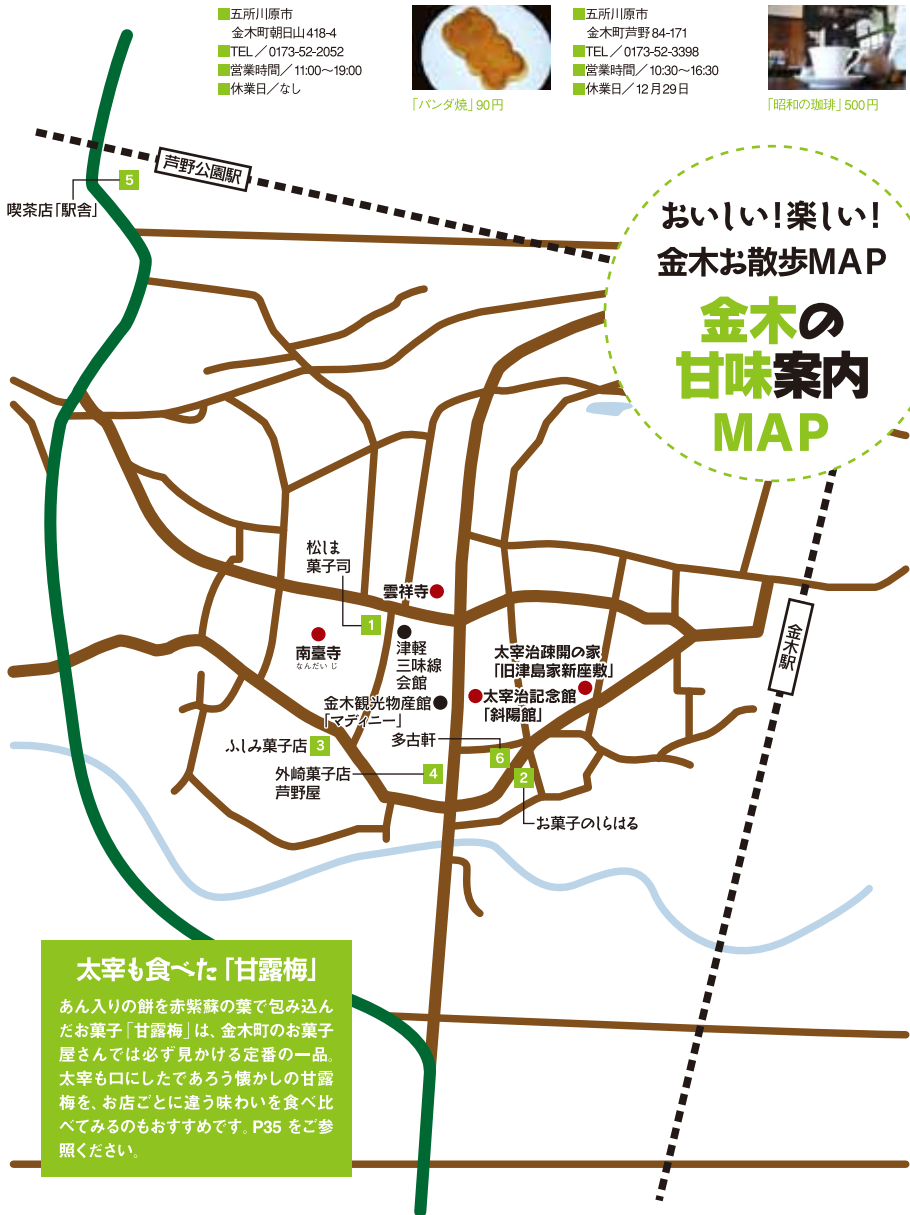 ■五所川原市
金木町朝日山418-4
■TEL／0173-52-2052
■営業時間／11:00〜19:00
■休業日／なし
「パンダ焼」90円
■五所川原市
金木町芦野84-171
■TEL／0173-52-3398
■営業時間／10:30〜16:30
■休業日／12月29日
「昭和の珈琲」500円
おいしい！楽しい！
金木お散歩MAP
金木の
甘味案内
MAP
芦野公園駅
5
喫茶店「駅舎」
松しま
菓子司
1
雲祥寺
南臺寺
なんだいじ
津軽
三味線
会館
太宰治疎開の家
「旧津島家新座敷」
太宰治記念館
「斜陽館」
金木観光物産館
「マディニー」
金木駅
多古軒
6
ふしみ菓子店
3
外崎菓子店
芦野屋
4
2
お菓子のしらはる
太宰も食べた「甘露梅」
あん入りの餅を赤紫蘇の葉で包み込ん
だお菓子「甘露梅」は、金木町のお菓子
屋さんでは必ず見かける定番の一品。
太宰も口にしたであろう懐かしの甘露
梅を、お店ごとに違う味わいを食べ比
べてみるのもおすすめです。P35 をご参
照ください。